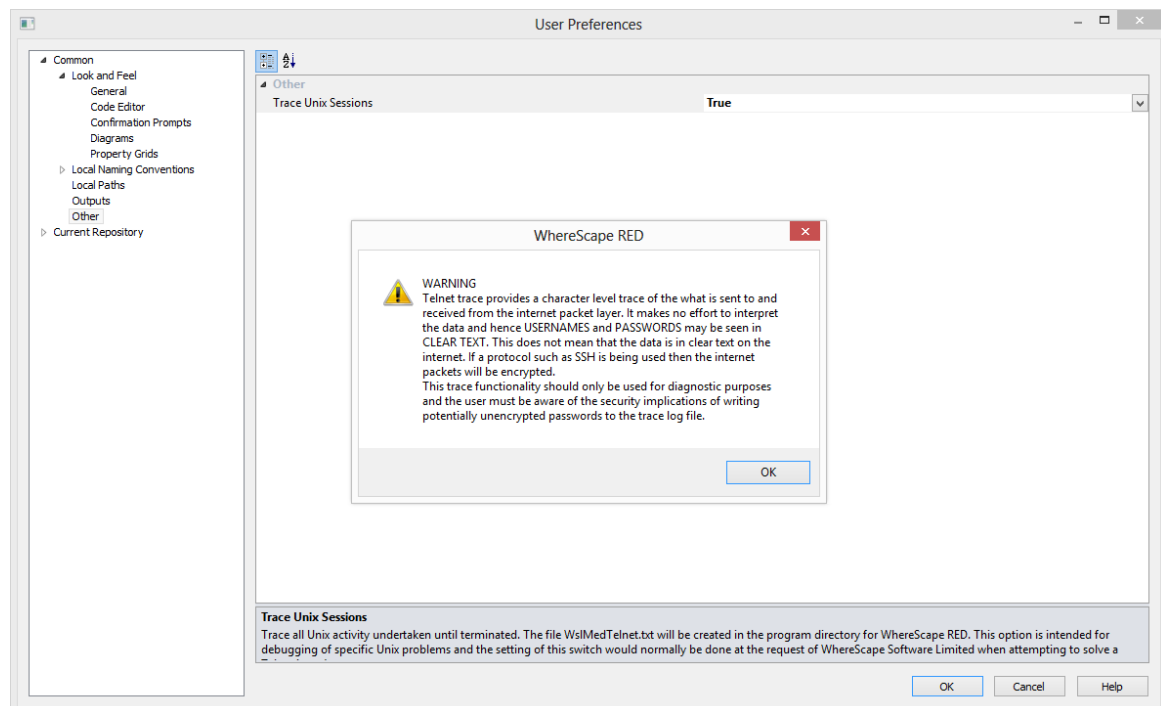 User Preferences
Common
Look and Feel
General
Code Editor
Confirmation Prompts
Diagrams
Property Grids
Local Naming Conventions
Local Paths
Outputs
Other
Current Repository
Other
Trace Unix Sessions True
WhereScape RED
WARNING
Telnet trace provides a character level trace of the what is sent to and
received from the internet packet layer. It makes no effort to interpret
the data and hence USERNAMES and PASSWORDS may be seen in
CLEAR TEXT. This does not mean that the data is in clear text on the
internet. If a protocol such as SSH is being used then the internet
packets will be encrypted.
This trace functionality should only be used for diagnostic purposes
and the user must be aware of the security implications of writing
potentially unencrypted passwords to the trace log file.
OK
Trace Unix Sessions
Trace all Unix activity undertaken until terminated. The file WslMedTelnet.txt will be created in the program directory for WhereScape RED. This option is intended for
debugging of specific Unix problems and the setting of this switch would normally be done at the request of WhereScape Software Limited when attempting to solve a
OK Cancel Help